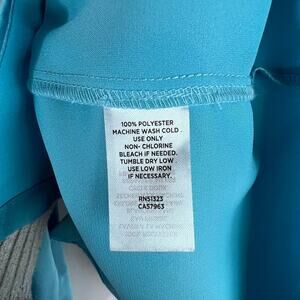 100% POLYESTER
MACHINE WASH COLD.
USE ONLY
NON- CHLORINE
BLEACH IF NEEDED.
TUMBLE DRY LOW.
USE LOW IRON
IF NECESSARY.
RN51323
CA57963